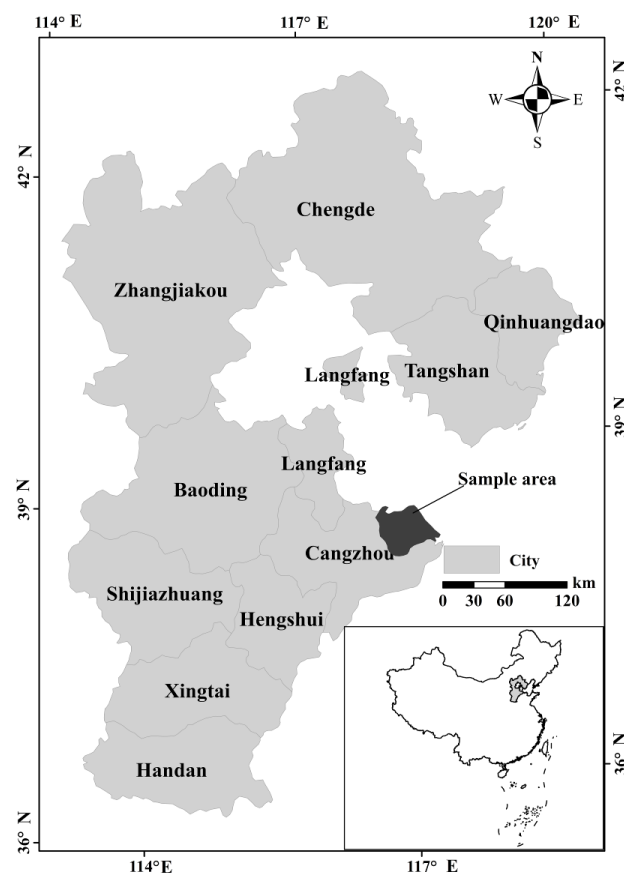 114° E
117° E
120° E
N
W
E
S
42° N
42° N
Chengde
Zhangjiakou
Qinhuangdao
Langfang
Tangshan
39° N
Langfang
Sample area
Baoding
39° N
Cangzhou
City
Shijiazhuang
km
0 30 60 120
Hengshui
Xingtai
Handan
36° N
36° N
114°E
117°E